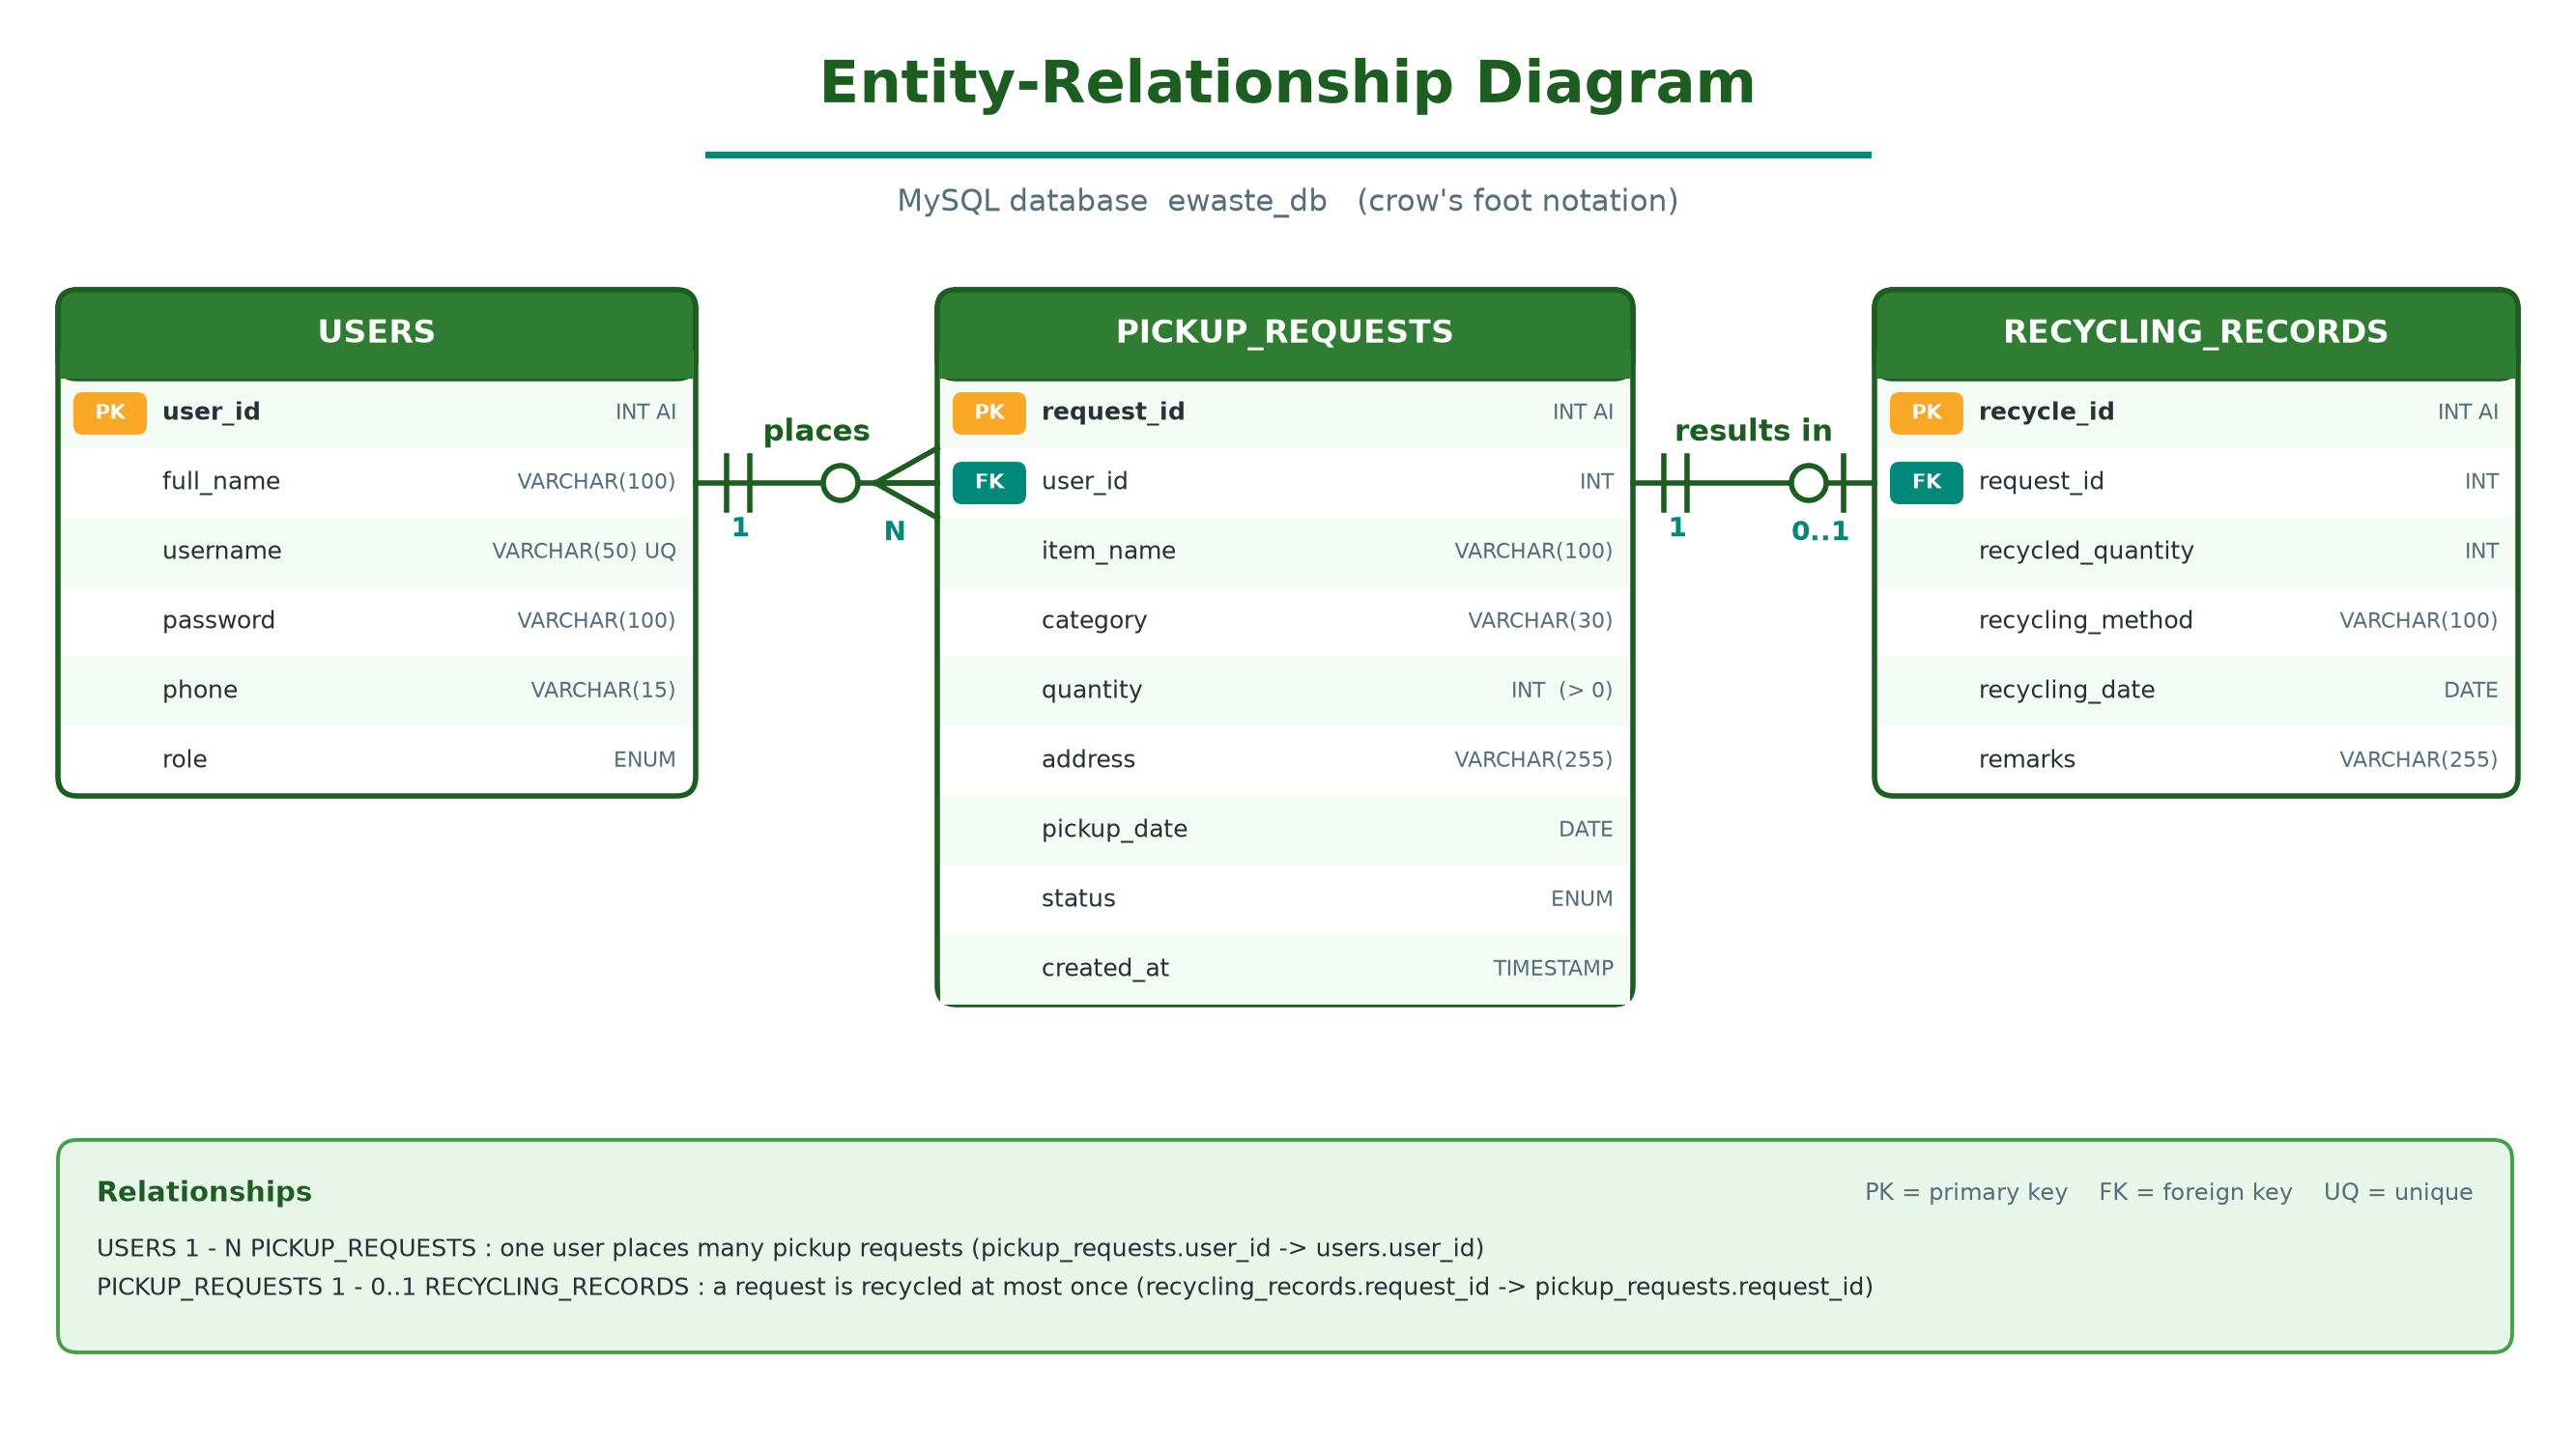 Entity-Relationship Diagram
MySQL database ewaste_db (crow's foot notation)
USERS
PK user_id INT AI
full_name VARCHAR(100)
username VARCHAR(50) UQ
password VARCHAR(100)
phone VARCHAR(15)
role ENUM
places
1
N
PICKUP_REQUESTS
PK request_id INT AI
FK user_id INT
item_name VARCHAR(100)
category VARCHAR(30)
quantity INT (> 0)
address VARCHAR(255)
pickup_date DATE
status ENUM
created_at TIMESTAMP
results in
1
0..1
RECYCLING_RECORDS
PK recycle_id INT AI
FK request_id INT
recycled_quantity INT
recycling_method VARCHAR(100)
recycling_date DATE
remarks VARCHAR(255)
Relationships
PK = primary key FK = foreign key UQ = unique
USERS 1 - N PICKUP_REQUESTS : one user places many pickup requests (pickup_requests.user_id -> users.user_id)
PICKUP_REQUESTS 1 - 0..1 RECYCLING_RECORDS : a request is recycled at most once (recycling_records.request_id -> pickup_requests.request_id)